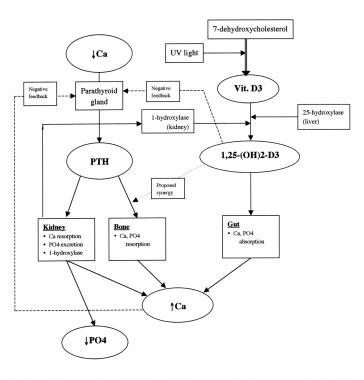 7-dehydroxycholesterol
↓Ca
UV light
Negative
feedback
Parathyroid
gland
Negative
feedback
Vit. D3
1-hydroxylase
(kidney)
25-hydroxylase
(liver)
PTH
1,25-(OH)2-D3
Proposed
synergy
Kidney
• Ca resorption
• PO4 excretion
• 1-hydroxylase
Bone
• Ca, PO4
resorption
Gut
• Ca, PO4
absorption
↑Ca
↓PO4